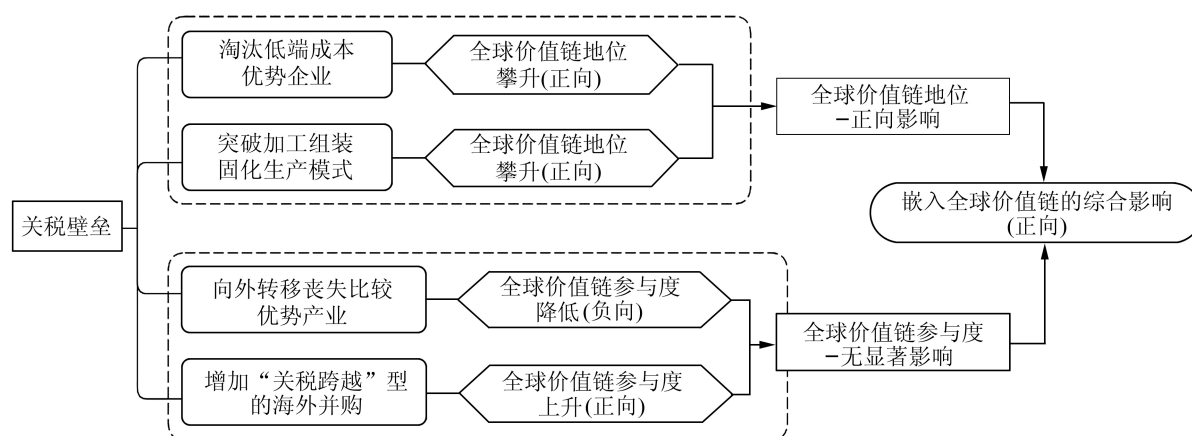 淘汰低端成本
优势企业
全球价值链地位
攀升(正向)
突破加工组装
固化生产模式
全球价值链地位
攀升(正向)
全球价值链地位
−正向影响
关税壁垒
嵌入全球价值链的综合影响
(正向)
向外转移丧失比较
优势产业
全球价值链参与度
降低(负向)
增加“关税跨越”型
的海外并购
全球价值链参与度
上升(正向)
全球价值链参与度
−无显著影响